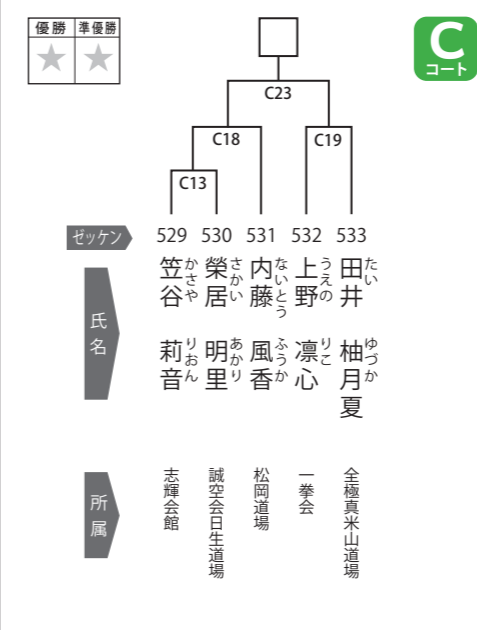 優勝 準優勝
C
コート
C23
C18
C19
C13
ゼッケン
529 530 531 532 533
氏名
笠谷 莉音
かさや りおん
榮居 明里
さかい あかり
内藤 風香
ないとう ふうか
上野 凛心
うえの りこ
田井 柚月夏
たい ゆづか
所属
志輝会館
誠空会日生道場
松岡道場
一拳会
全極真米山道場